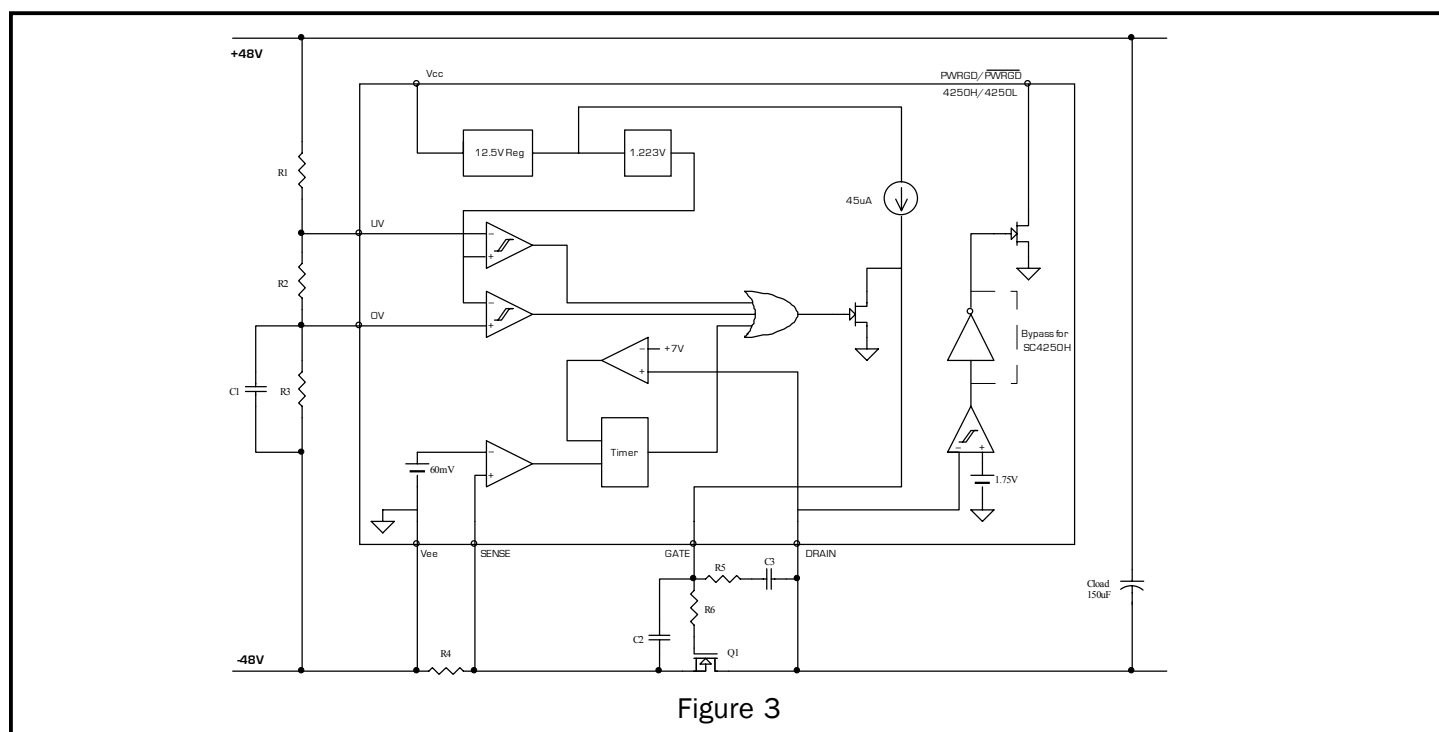 +48V
Vcc
PWRGD/PWRGD
4250H/4250L
12.5V Reg
1.223V
R1
45uA
UV
-
+
R2
-
OV
+
Bypass for
SC4250H
-
+7V
+
C1
R3
Timer
-
+
-
60mV
+
1.75V
Vee
SENSE
GATE
DRAIN
R5
C3
R6
Cload
150uF
C2
R4
Q1
-48V
Figure 3